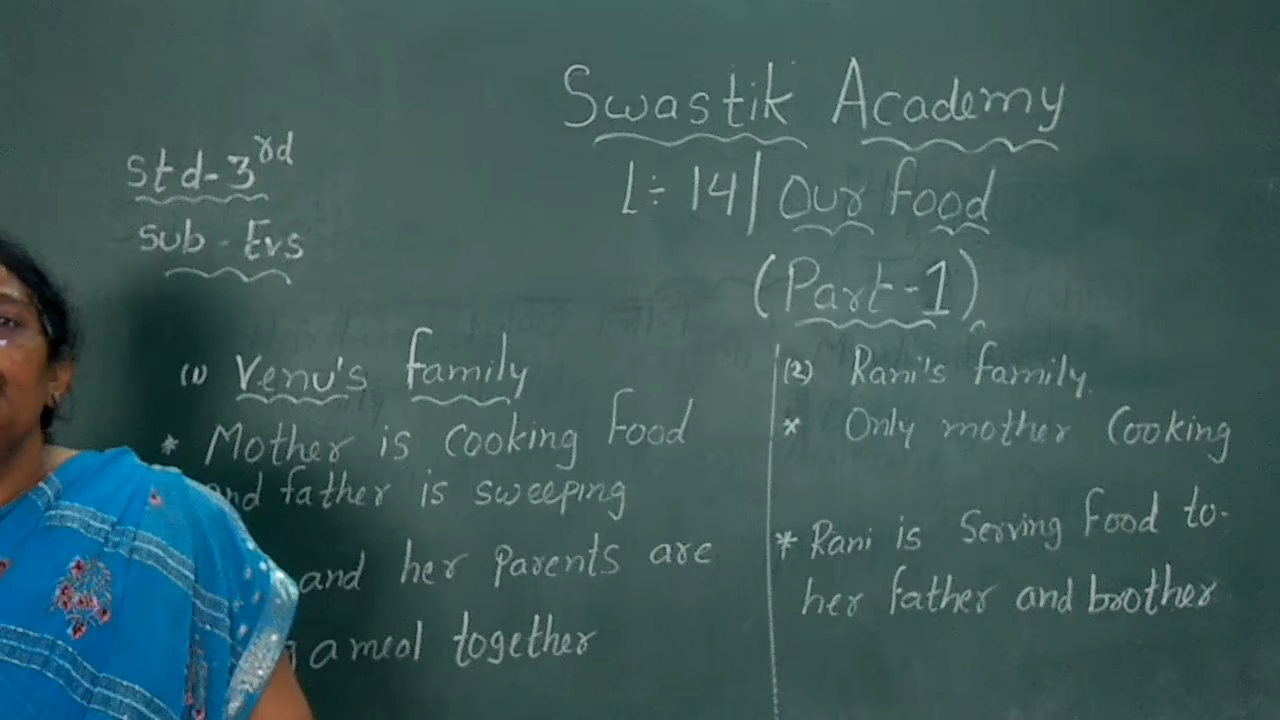 Swastik Academy
Std-3rd
Sub - Evs
L÷ 14| Our food
(Part-1)
(1) Venu's family
* Mother is cooking food
and father is sweeping
and her parents are
a meal together
(2) Rani's family.
* Only mother Cooking
* Rani is Serving food to-
her father and brother